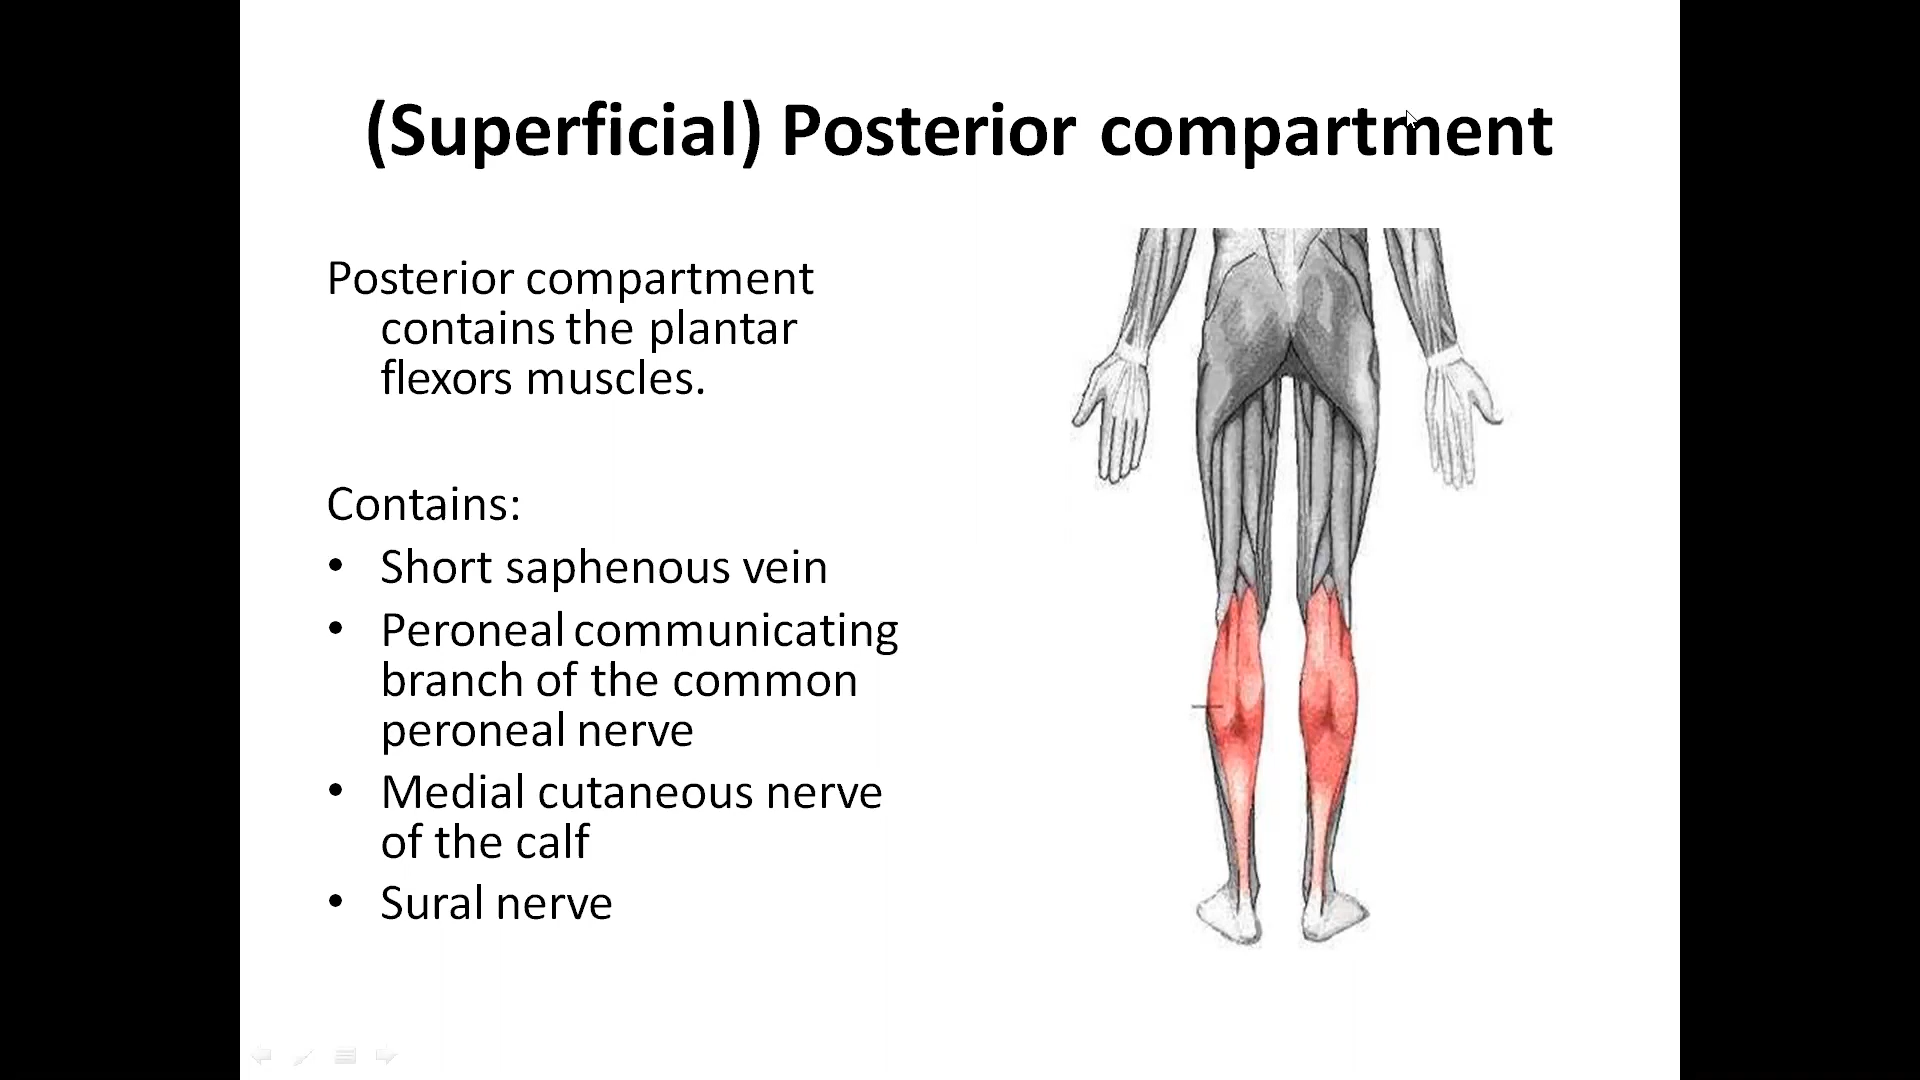 (Superficial) Posterior compartment
Posterior compartment
contains the plantar
flexors muscles.
Contains:
• Short saphenous vein
• Peroneal communicating
branch of the common
peroneal nerve
• Medial cutaneous nerve
of the calf
• Sural nerve